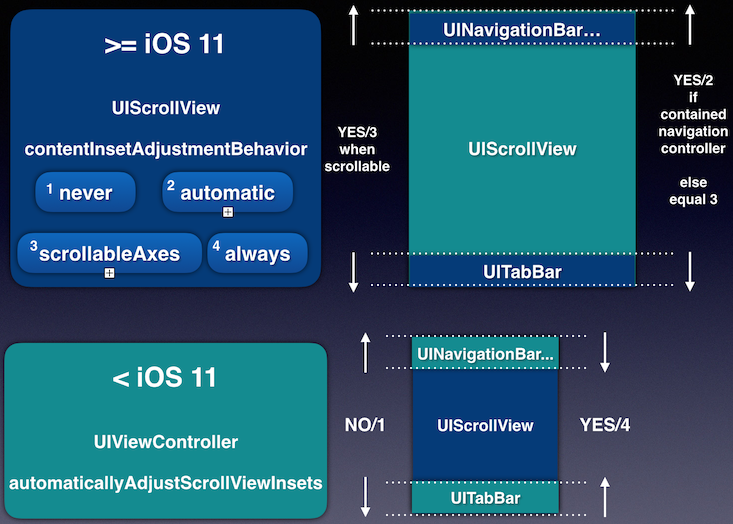 >= iOS 11
UIScrollView
contentInsetAdjustmentBehavior
1 never
2 automatic
3 scrollableAxes
4 always
YES/3
when
scrollable
UINavigationBar...
UIScrollView
UITabBar
YES/2
if
contained
navigation
controller
else
equal 3
< iOS 11
UIViewController
automaticallyAdjustScrollViewInsets
NO/1
UINavigationBar...
UIScrollView
UITabBar
YES/4